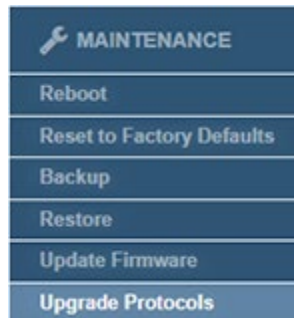 MAINTENANCE
Reboot
Reset to Factory Defaults
Backup
Restore
Update Firmware
Upgrade Protocols